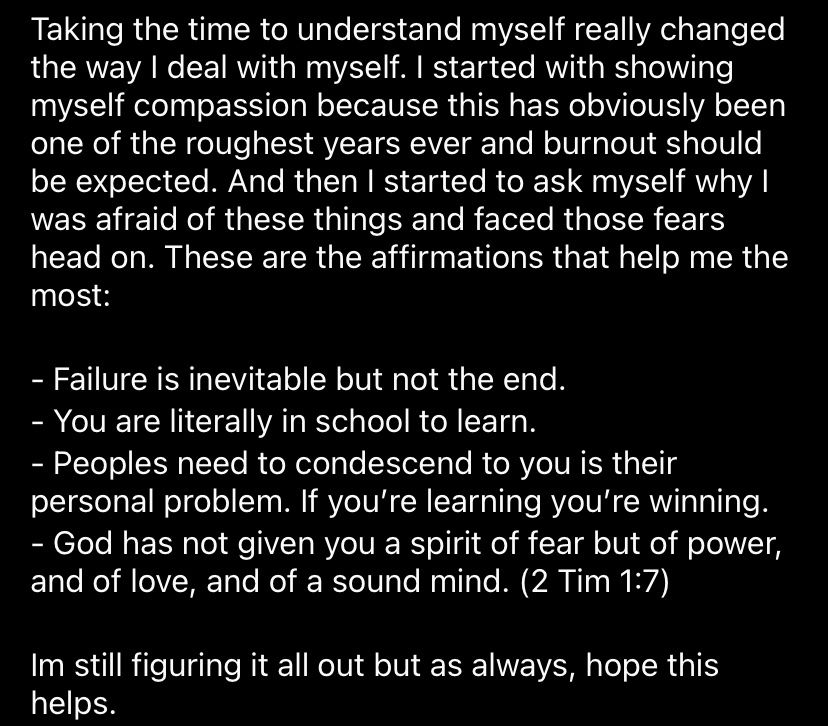 Taking the time to understand myself really changed
the way I deal with myself. I started with showing
myself compassion because this has obviously been
one of the roughest years ever and burnout should
be expected. And then I started to ask myself why I
was afraid of these things and faced those fears
head on. These are the affirmations that help me the
most:

- Failure is inevitable but not the end.
- You are literally in school to learn.
- Peoples need to condescend to you is their
personal problem. If you’re learning you’re winning.
- God has not given you a spirit of fear but of power,
and of love, and of a sound mind. (2 Tim 1:7)

Im still figuring it all out but as always, hope this
helps.